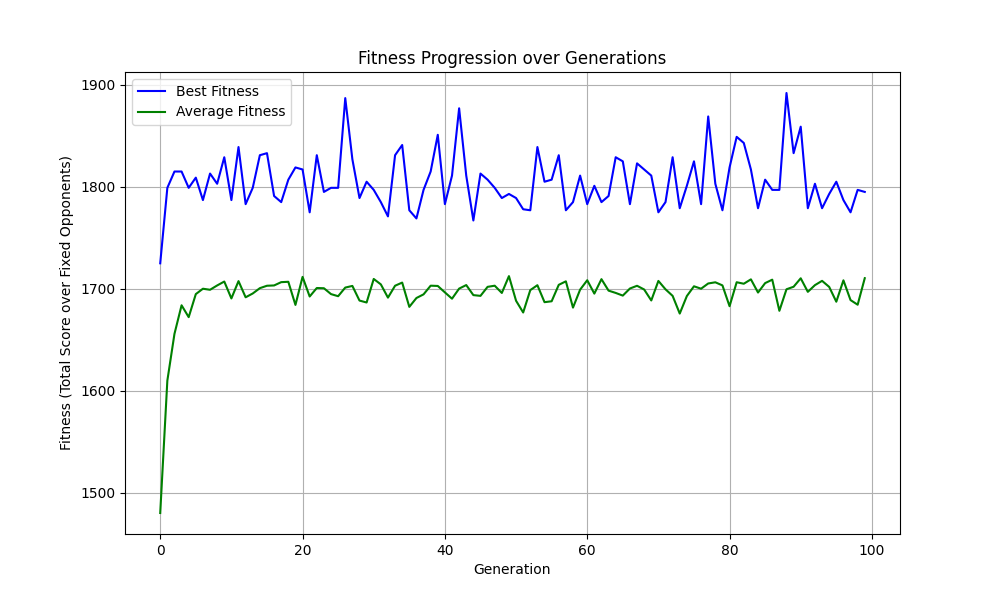 Fitness Progression over Generations
Best Fitness
Average Fitness
Fitness (Total Score over Fixed Opponents)
1900
1800
1700
1600
1500
0 20 40 60 80 100
Generation